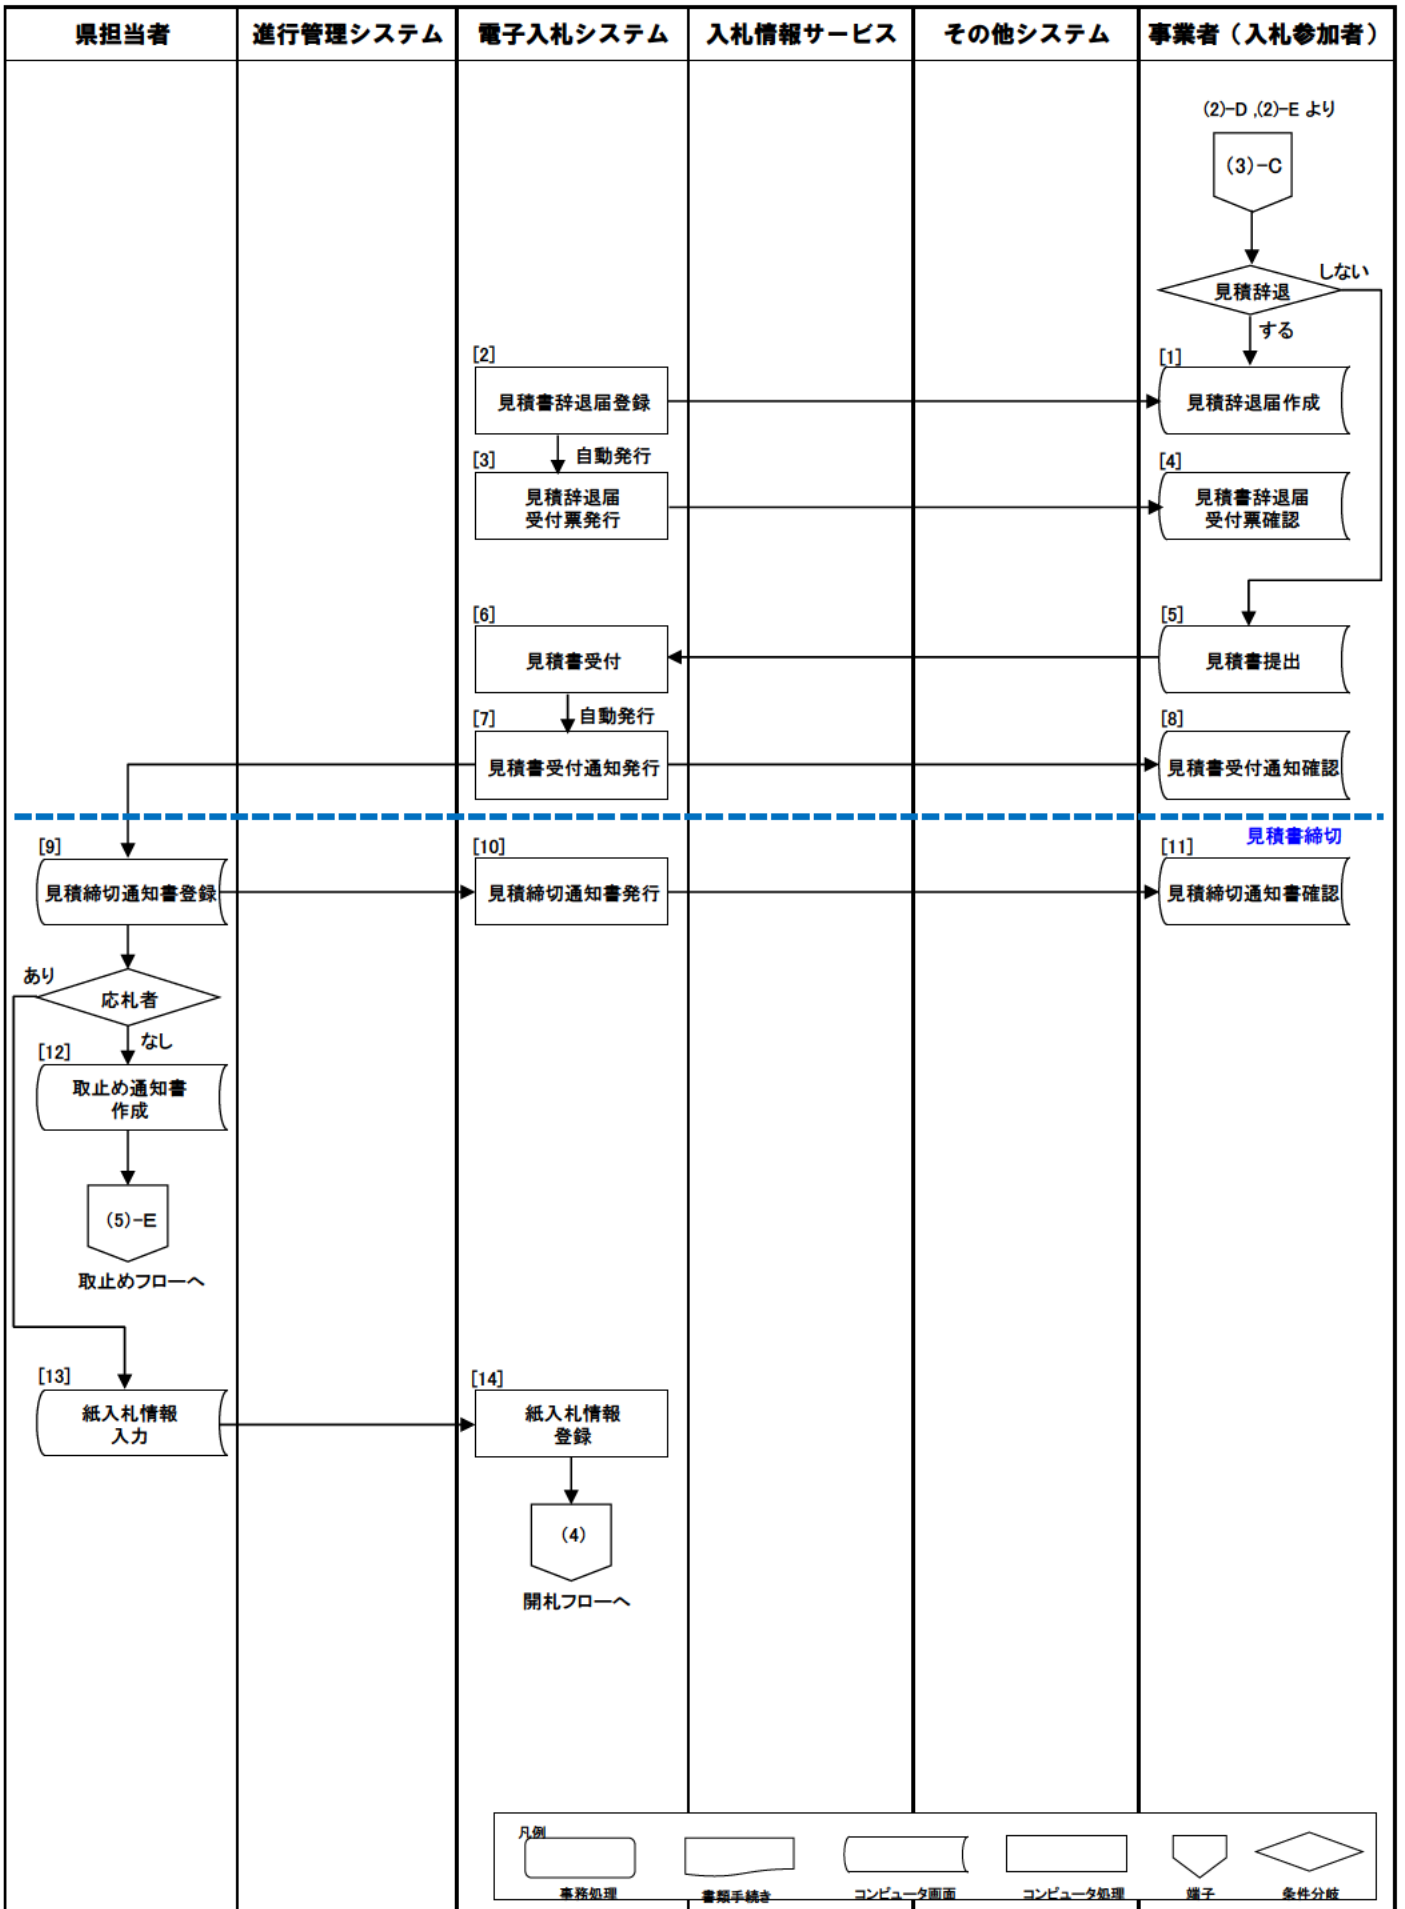 県担当者
進行管理システム
電子入札システム
入札情報サービス
その他システム
事業者（入札参加者）
(2)-D ,(2)-E より
(3)-C
見積辞退
しない
する
[2]
見積書辞退届登録
[1]
見積辞退届作成
自動発行
[3]
見積辞退届
受付票発行
[4]
見積書辞退届
受付票確認
[6]
見積書受付
[5]
見積書提出
自動発行
[7]
見積書受付通知発行
[8]
見積書受付通知確認
見積書締切
[9]
見積締切通知書登録
[10]
見積締切通知書発行
[11]
見積締切通知書確認
あり
応札者
なし
[12]
取止め通知書
作成
(5)-E
取止めフローへ
[13]
紙入札情報
入力
[14]
紙入札情報
登録
(4)
開札フローへ
凡例
事務処理
書類手続き
コンピュータ画面
コンピュータ処理
端子
条件分岐